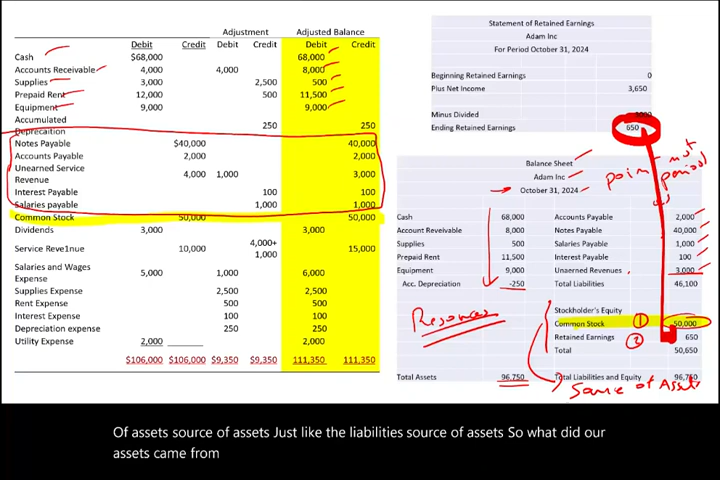 Adjustment Adjusted Balance
Debit Credit Debit Credit Debit Credit
Cash $68,000 68,000
Accounts Receivable 4,000 4,000 8,000
Supplies 3,000 2,500 500
Prepaid Rent 12,000 500 11,500
Equipment 9,000 9,000
Accumulated
Depreciation 250 250
Notes Payable $40,000 40,000
Accounts Payable 2,000 2,000
Unearned Service
Revenue 4,000 1,000 3,000
Interest Payable 100 100
Salaries payable 1,000 1,000
Common Stock 50,000 50,000
Dividends 3,000 3,000
Service Reve1nue 10,000 4,000+
1,000 15,000
Salaries and Wages
Expense 5,000 1,000 6,000
Supplies Expense 2,500 2,500
Rent Expense 500 500
Interest Expense 100 100
Depreciation expense 250 250
Utility Expense 2,000 2,000
$106,000 $106,000 $9,350 $9,350 111,350 111,350
Statement of Retained Earnings
Adam Inc
For Period October 31, 2024
Beginning Retained Earnings 0
Plus Net Income 3,650
Minus Divided 3000
Ending Retained Earnings 650
point not
period
Balance Sheet
Adam Inc
October 31, 2024
Cash 68,000 Accounts Payable 2,000
Account Receivable 8,000 Notes Payable 40,000
Supplies 500 Salaries Payable 1,000
Prepaid Rent 11,500 Interest Payable 100
Equipment 9,000 Unaerned Revenues 3,000
Acc. Depreciation -250 Total Liabilities 46,100
Resources
Stockholder's Equity
Common Stock 1 50,000
Retained Earnings 2 650
Total 50,650
Total Assets 96,750 Total Liabilities and Equity 96,750
Source of Assets
Of assets source of assets Just like the liabilities source of assets So what did our
assets came from